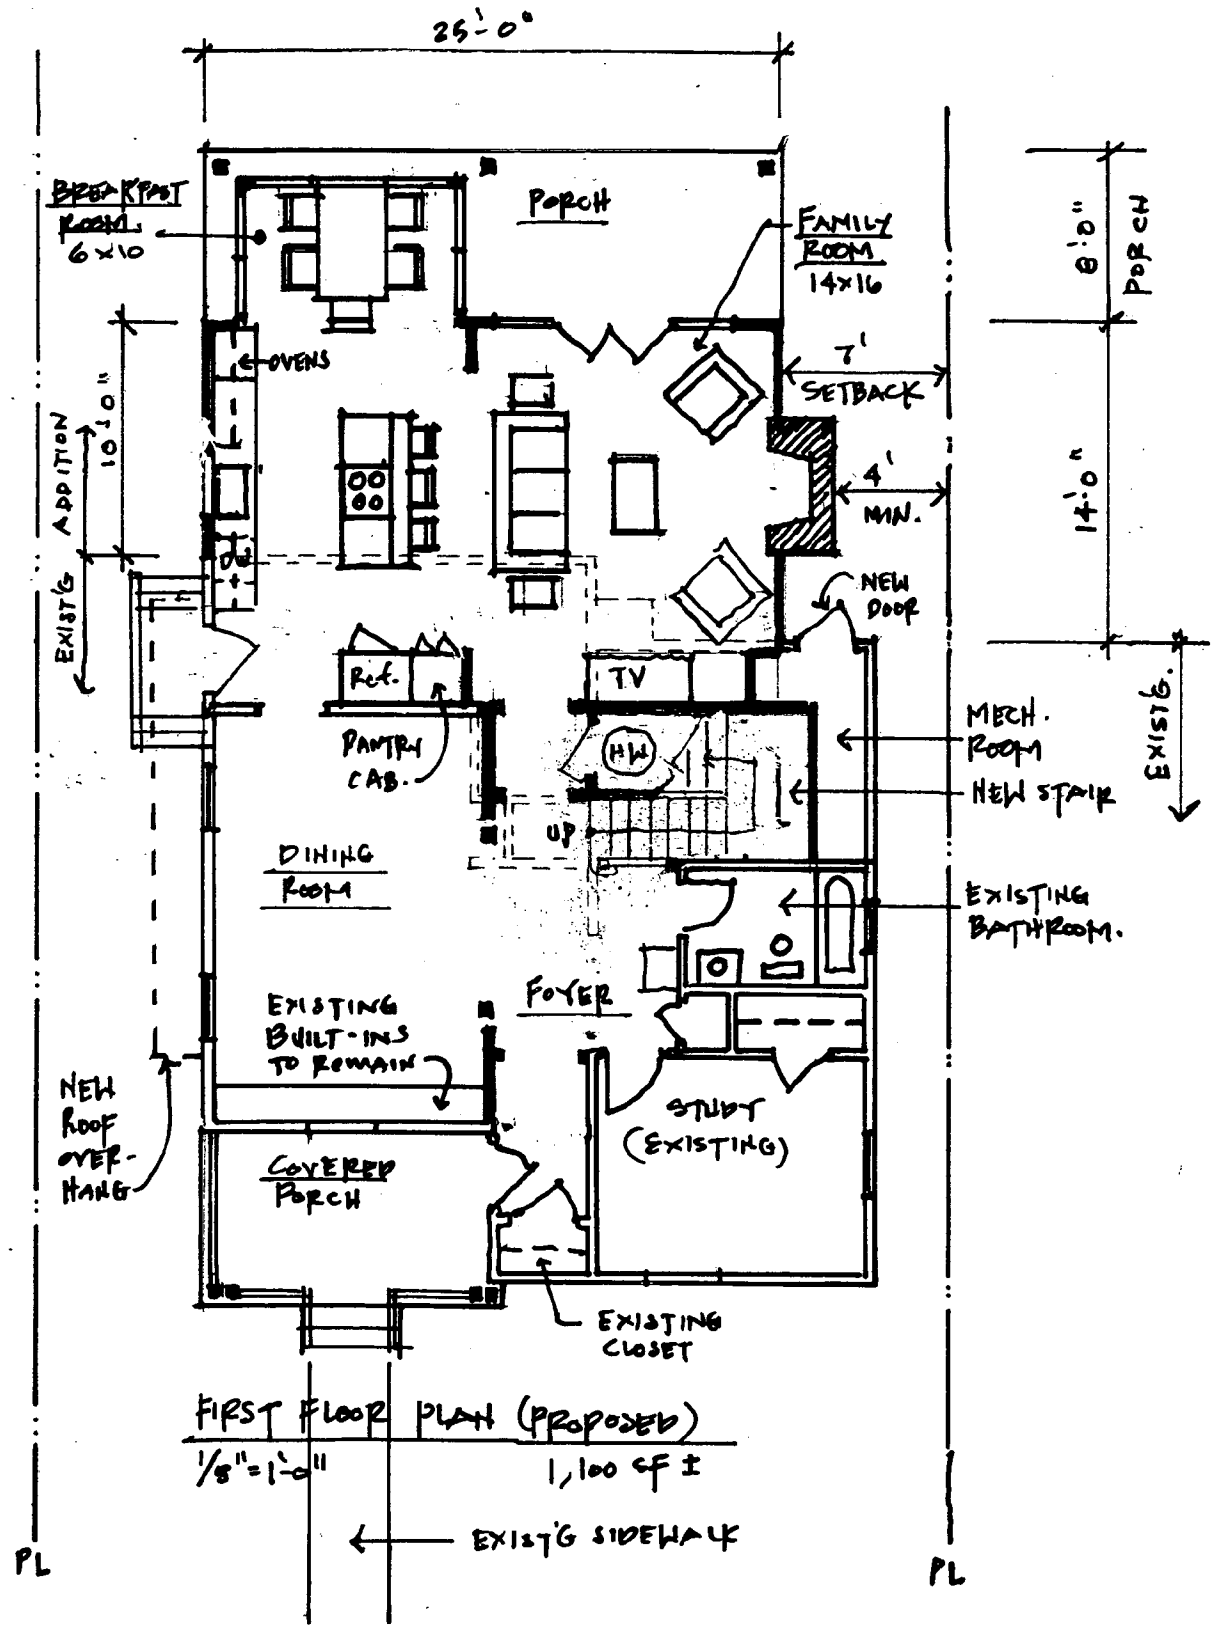 25'-0"
BREAKFAST
ROOM.
6x10
PORCH
FAMILY
ROOM
14x16
8'-0"
PORCH
OVENS
7'
SETBACK
10'-0"
ADDITION
EXIST'G
4'
MIN.
14'-0"
NEW
DOOR
Ref.
TV
EXIST'G.
PANTRY
CAB.
HW
MECH.
ROOM
NEW STAIR
UP
DINING
ROOM
EXISTING
BATHROOM.
FOYER
EXISTING
BUILT-INS
TO REMAIN
NEW
ROOF
OVER-
HANG
STUDY
(EXISTING)
COVERED
PORCH
EXISTING
CLOSET
FIRST FLOOR PLAN (PROPOSED)
1/8"=1'-0"
1,100 SF ±
EXIST'G SIDEWALK
PL
PL